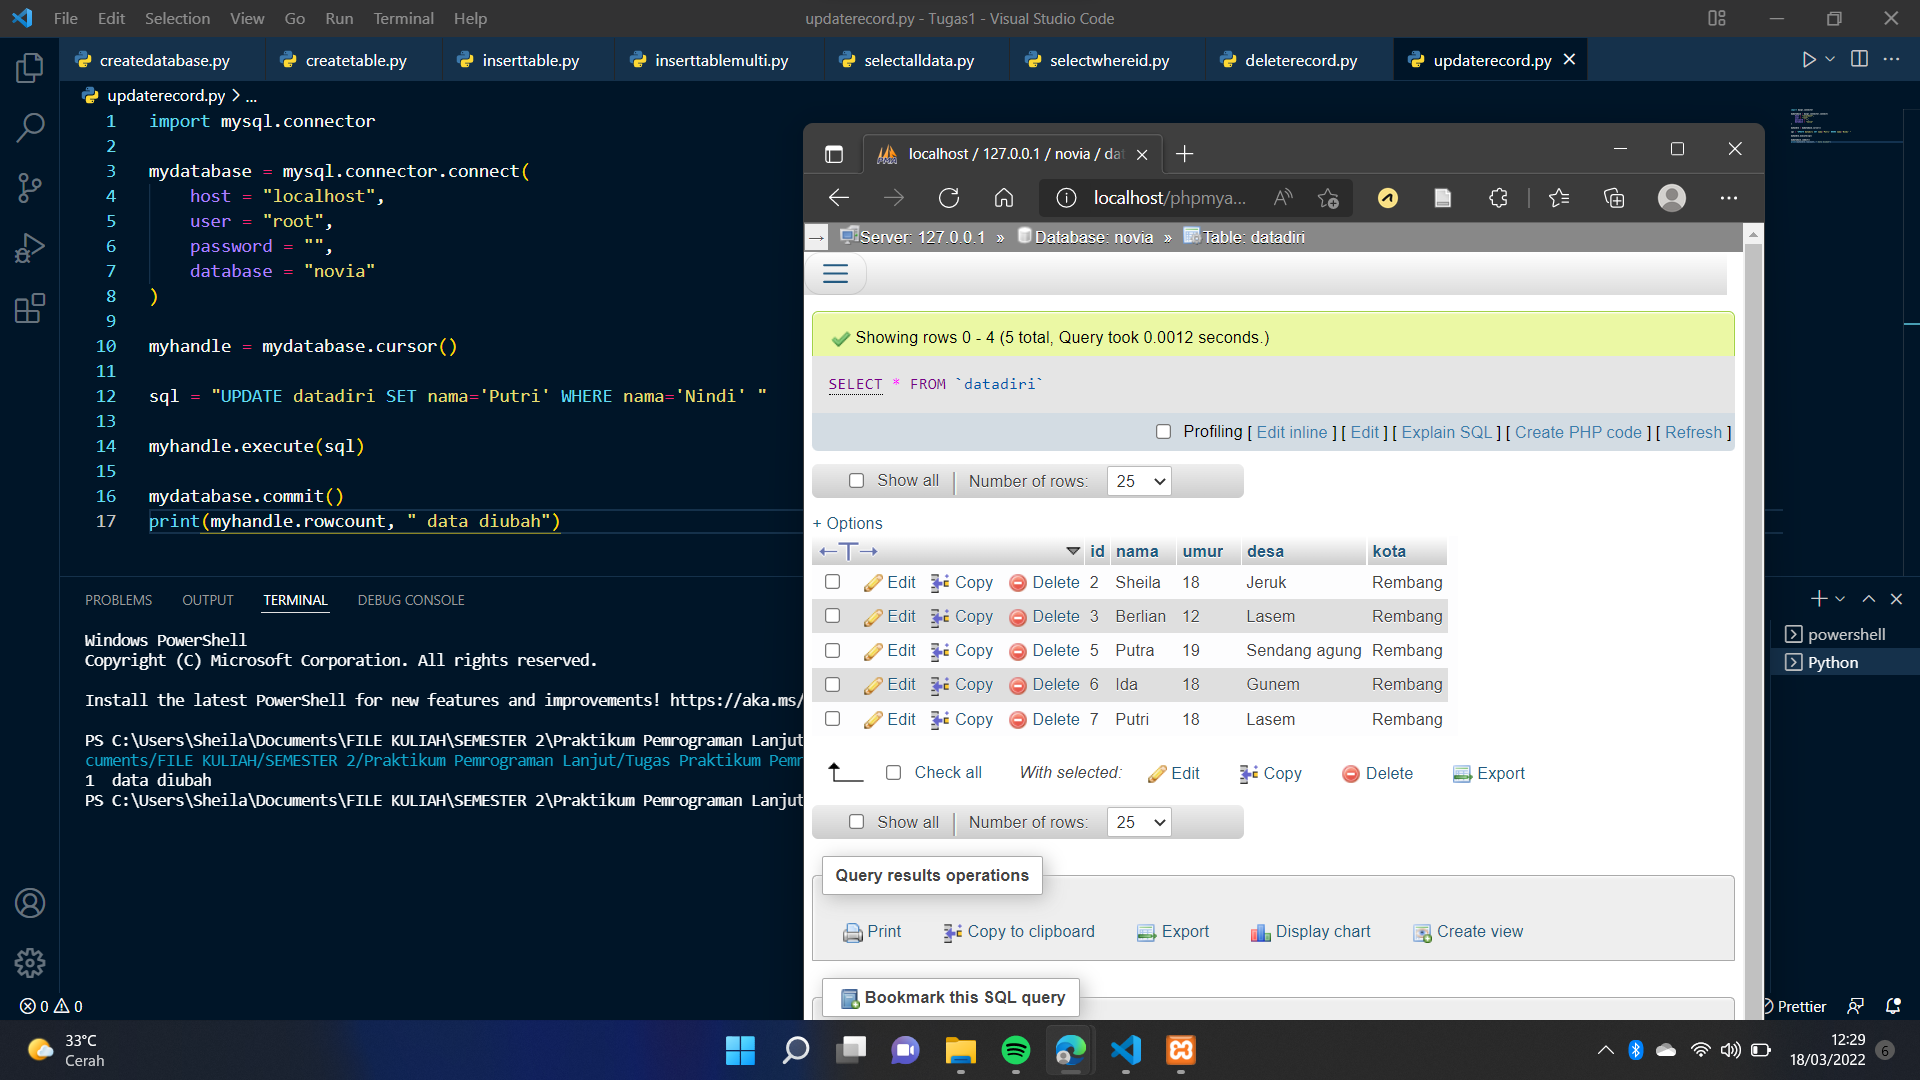 File Edit Selection View Go Run Terminal Help
updaterecord.py - Tugas1 - Visual Studio Code
createdatabase.py createtable.py inserttable.py inserttablemulti.py selectalldata.py selectwhereid.py deleterecord.py updaterecord.py
updaterecord.py > ...
1 import mysql.connector
2
3 mydatabase = mysql.connector.connect(
4 host = "localhost",
5 user = "root",
6 password = "",
7 database = "novia"
8 )
9
10 myhandle = mydatabase.cursor()
11
12 sql = "UPDATE datadiri SET nama='Putri' WHERE nama='Nindi' "
13
14 myhandle.execute(sql)
15
16 mydatabase.commit()
17 print(myhandle.rowcount, " data diubah")
PROBLEMS OUTPUT TERMINAL DEBUG CONSOLE
Windows PowerShell
Copyright (C) Microsoft Corporation. All rights reserved.
Install the latest PowerShell for new features and improvements! https://aka.ms/
PS C:\Users\Sheila\Documents\FILE KULIAH\SEMESTER 2\Praktikum Pemrograman Lanjut
cuments/FILE KULIAH/SEMESTER 2/Praktikum Pemrograman Lanjut/Tugas Praktikum Pemr
1  data diubah
PS C:\Users\Sheila\Documents\FILE KULIAH\SEMESTER 2\Praktikum Pemrograman Lanjut
powershell
Python
localhost / 127.0.0.1 / novia / dat
localhost/phpmya...
Server: 127.0.0.1 » Database: novia » Table: datadiri
Showing rows 0 - 4 (5 total, Query took 0.0012 seconds.)
SELECT * FROM `datadiri`
Profiling [ Edit inline ] [ Edit ] [ Explain SQL ] [ Create PHP code ] [ Refresh ]
Show all | Number of rows: 25
+ Options
id nama umur desa kota
Edit Copy Delete 2 Sheila 18 Jeruk Rembang
Edit Copy Delete 3 Berlian 12 Lasem Rembang
Edit Copy Delete 5 Putra 19 Sendang agung Rembang
Edit Copy Delete 6 Ida 18 Gunem Rembang
Edit Copy Delete 7 Putri 18 Lasem Rembang
Check all With selected: Edit Copy Delete Export
Show all | Number of rows: 25
Query results operations
Print Copy to clipboard Export Display chart Create view
Bookmark this SQL query
0 0
Prettier
33°C
Cerah
12:29
18/03/2022
6